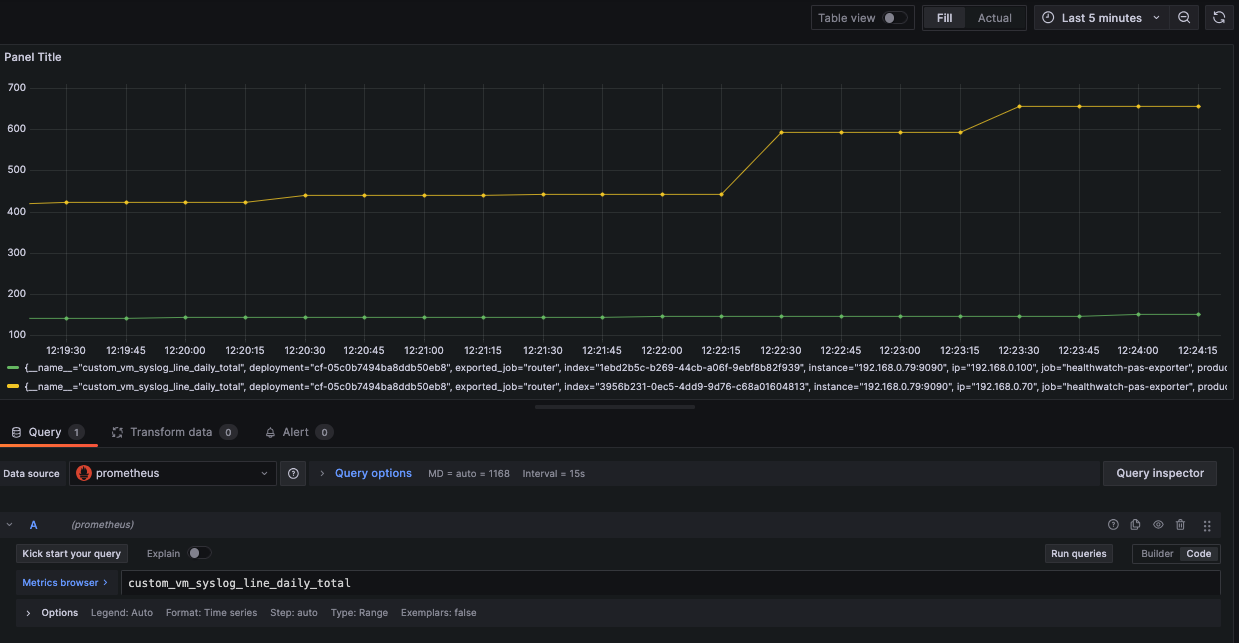 Table view Fill Actual Last 5 minutes
Panel Title
700
600
500
400
300
200
100
12:19:30 12:19:45 12:20:00 12:20:15 12:20:30 12:20:45 12:21:00 12:21:15 12:21:30 12:21:45 12:22:00 12:22:15 12:22:30 12:22:45 12:23:00 12:23:15 12:23:30 12:23:45 12:24:00 12:24:15
{__name__="custom_vm_syslog_line_daily_total", deployment="cf-05c0b7494ba8ddb50eb8", exported_job="router", index="1ebd2b5c-b269-44cb-a06f-9ebf8b82f939", instance="192.168.0.79:9090", ip="192.168.0.100", job="healthwatch-pas-exporter", produc
{__name__="custom_vm_syslog_line_daily_total", deployment="cf-05c0b7494ba8ddb50eb8", exported_job="router", index="3956b231-0ec5-4dd9-9d76-c68a01604813", instance="192.168.0.79:9090", ip="192.168.0.70", job="healthwatch-pas-exporter", produc
Query 1 Transform data 0 Alert 0
Data source prometheus Query options MD = auto = 1168 Interval = 15s Query inspector
A (prometheus)
Kick start your query Explain Run queries Builder Code
Metrics browser > custom_vm_syslog_line_daily_total
Options Legend: Auto Format: Time series Step: auto Type: Range Exemplars: false